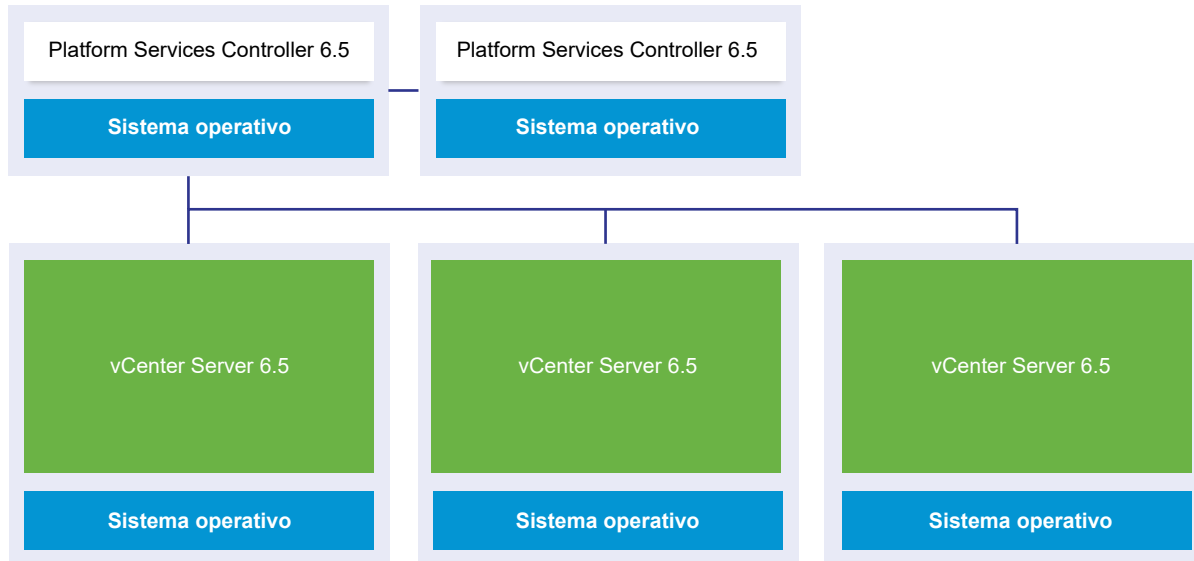 Platform Services Controller 6.5
Platform Services Controller 6.5
Sistema operativo
Sistema operativo
vCenter Server 6.5
vCenter Server 6.5
vCenter Server 6.5
Sistema operativo
Sistema operativo
Sistema operativo